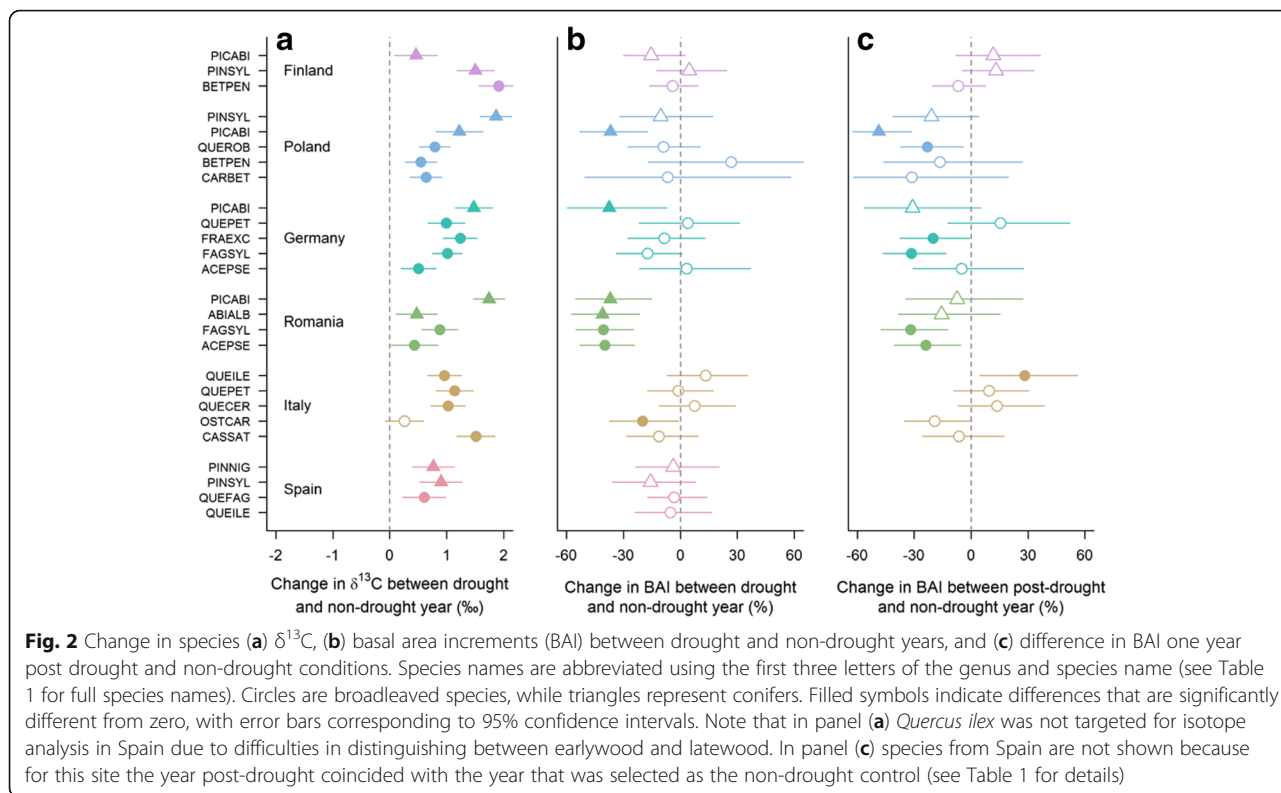 a
b
c
PICABI
PINSYL
BETPEN
Finland
PINSYL
PICABI
QUEROB
BETPEN
CARBET
Poland
PICABI
QUEPET
FRAEXC
FAGSYL
ACEPSE
Germany
PICABI
ABIALB
FAGSYL
ACEPSE
Romania
QUEILE
QUEPET
QUECER
OSTCAR
CASSAT
Italy
PINNIG
PINSYL
QUEFAG
QUEILE
Spain
-2 -1 0 1 2
-60 -30 0 30 60
-60 -30 0 30 60
Change in δ¹³C between drought
and non-drought year (‰)
Change in BAI between drought
and non-drought year (%)
Change in BAI between post-drought
and non-drought year (%)
Fig. 2 Change in species (a) δ¹³C, (b) basal area increments (BAI) between drought and non-drought years, and (c) difference in BAI one year
post drought and non-drought conditions. Species names are abbreviated using the first three letters of the genus and species name (see Table
1 for full species names). Circles are broadleaved species, while triangles represent conifers. Filled symbols indicate differences that are significantly
different from zero, with error bars corresponding to 95% confidence intervals. Note that in panel (a) Quercus ilex was not targeted for isotope
analysis in Spain due to difficulties in distinguishing between earlywood and latewood. In panel (c) species from Spain are not shown because
for this site the year post-drought coincided with the year that was selected as the non-drought control (see Table 1 for details)